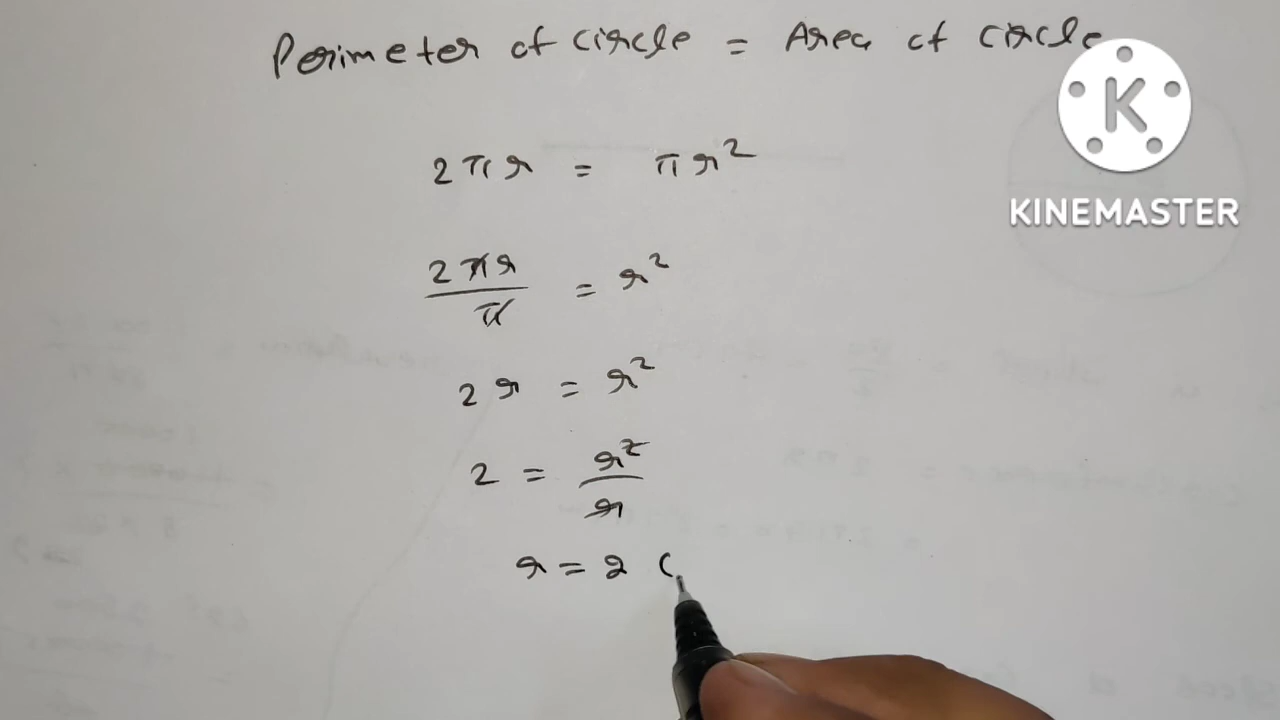 Perimeter of circle = Area of circle
K
KINEMASTER
2πr = πr²
2πr/π = r²
2r = r²
2 = r²/r
r = 2 (